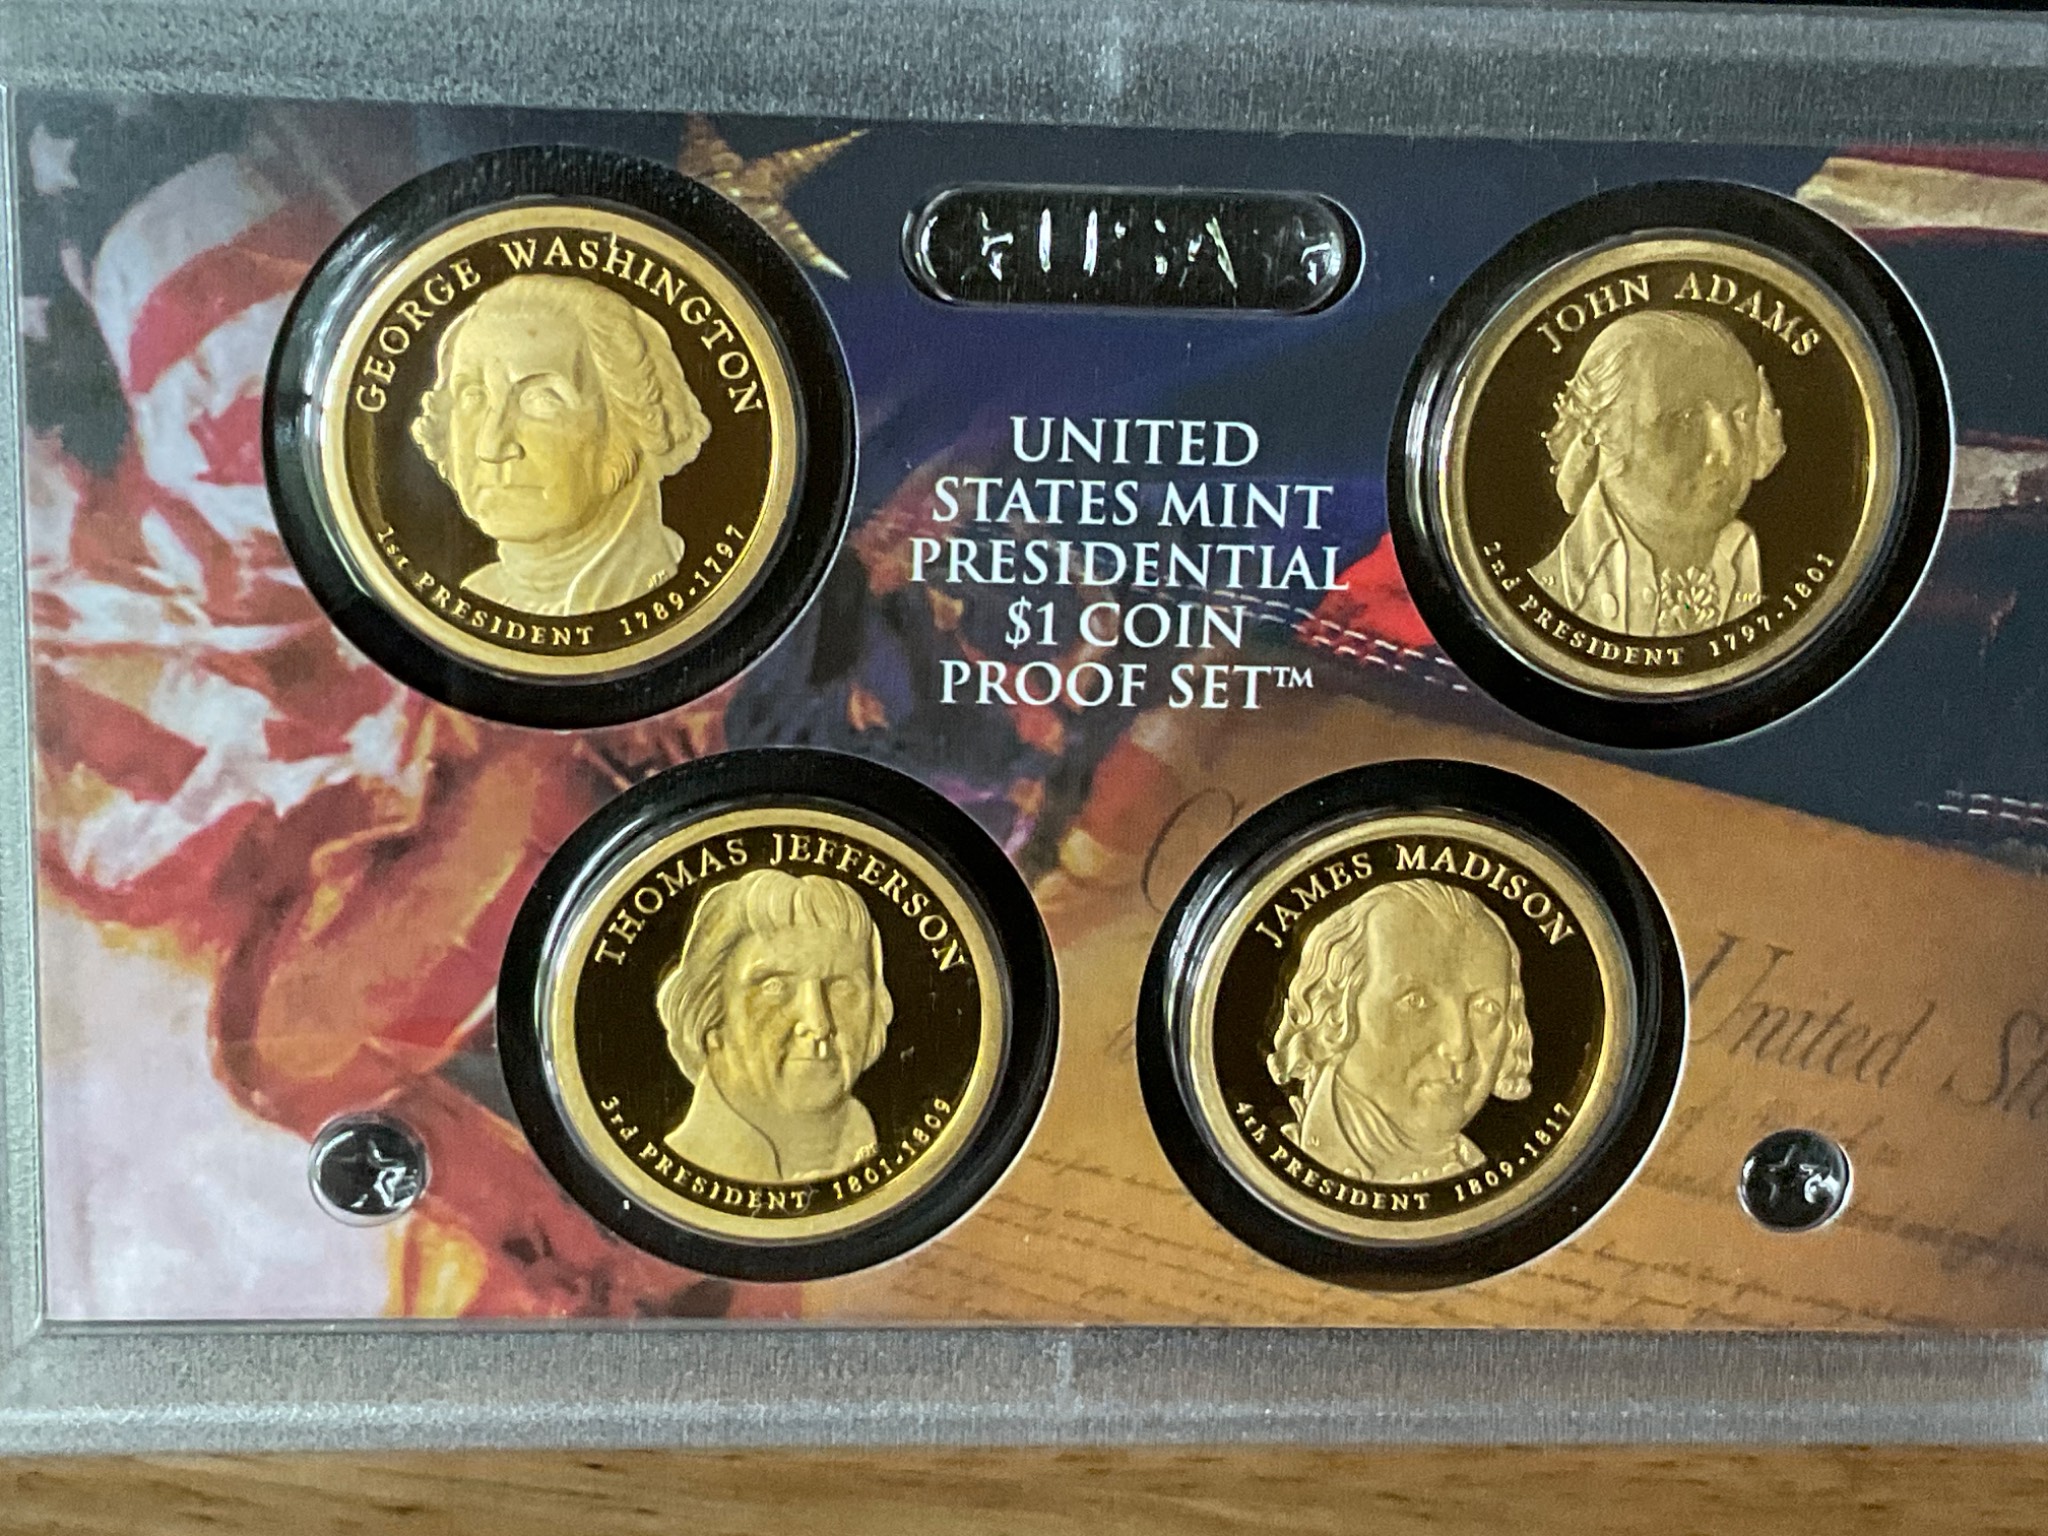 GEORGE WASHINGTON
1st PRESIDENT 1789-1797
USA
JOHN ADAMS
2nd PRESIDENT 1797-1801
UNITED
STATES MINT
PRESIDENTIAL
$1 COIN
PROOF SET™
THOMAS JEFFERSON
3rd PRESIDENT 1801-1809
JAMES MADISON
4th PRESIDENT 1809-1817
United